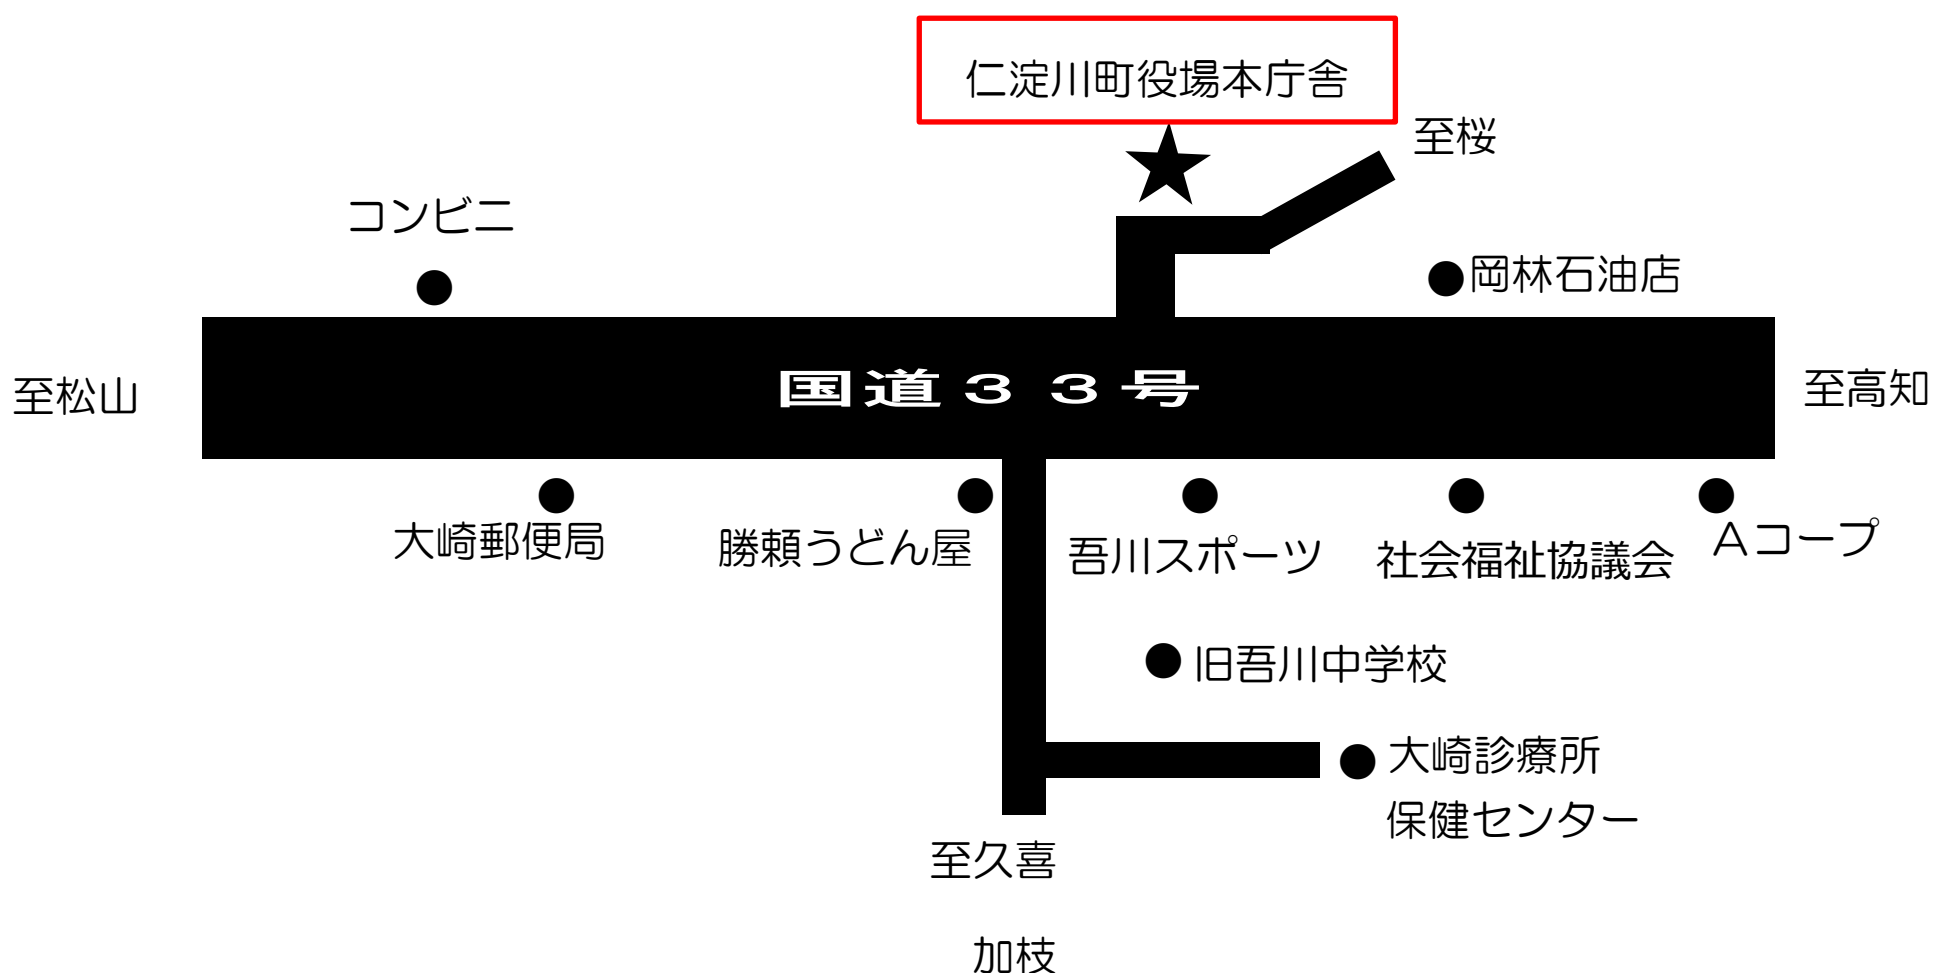 仁淀川町役場本庁舎
至桜
コンビニ
岡林石油店
至松山
国道３３号
至高知
大崎郵便局
勝頼うどん屋
吾川スポーツ
社会福祉協議会
Ａコープ
旧吾川中学校
大崎診療所
保健センター
至久喜
加枝